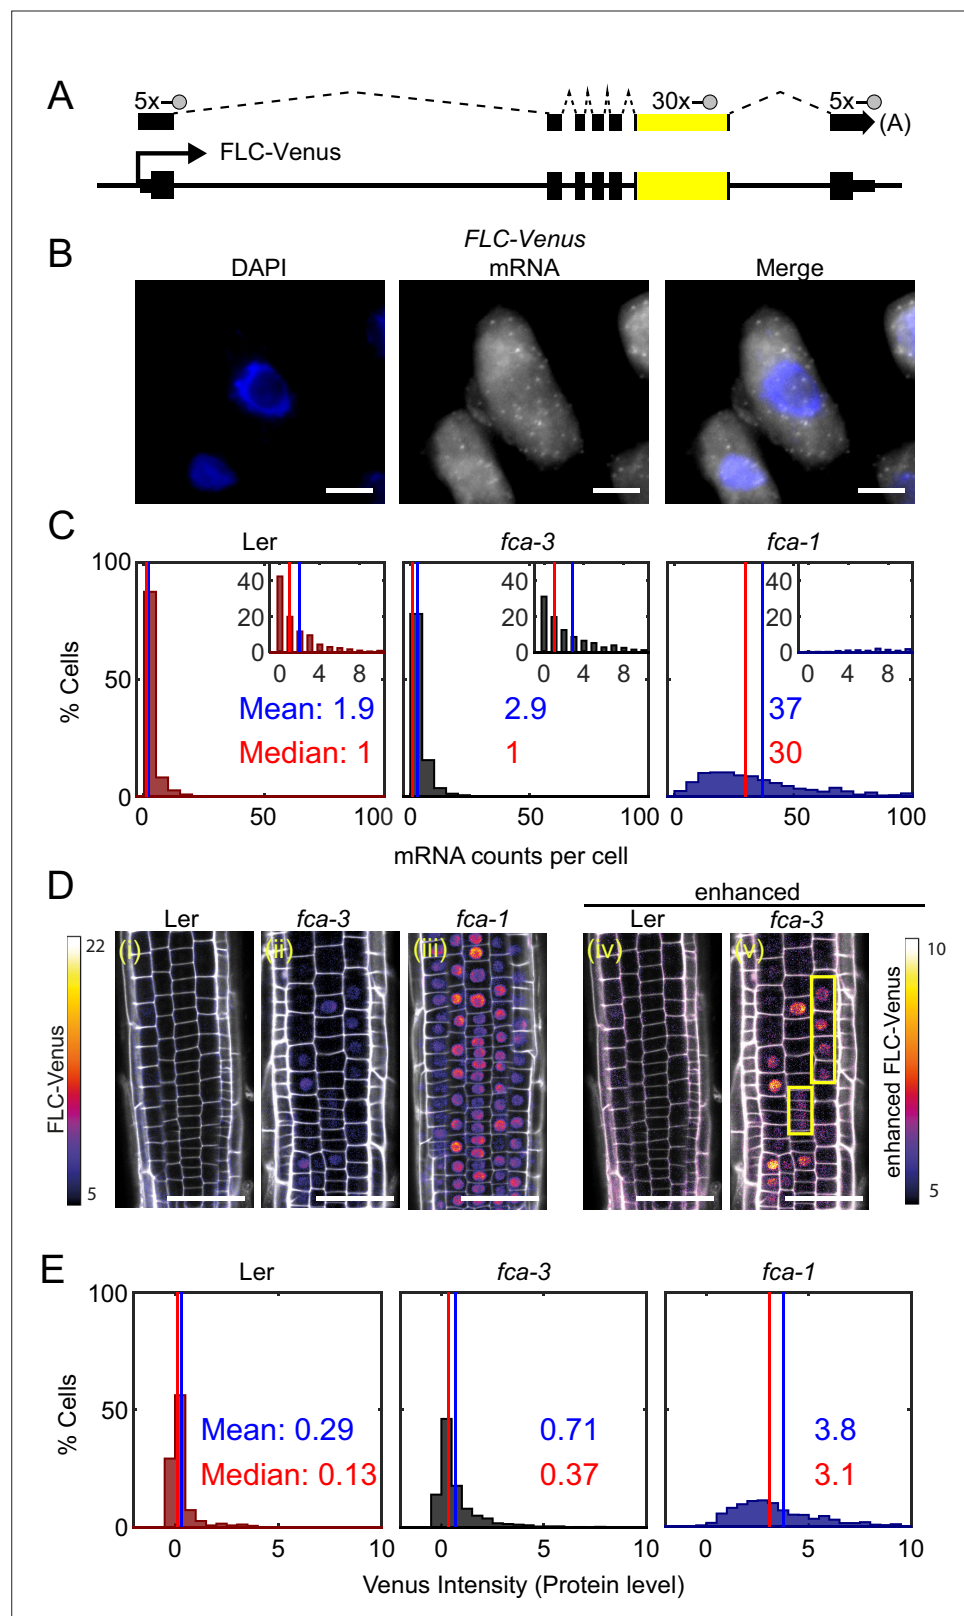 A
5x
30x
5x
(A)
FLC-Venus
B
FLC-Venus
DAPI mRNA Merge
C
Ler fca-3 fca-1
% Cells
100
50
0
40
20
0
0 4 8
Mean: 1.9
Median: 1
0 50 100
40
20
0
0 4 8
2.9
1
0 50 100
40
20
0
0 4 8
37
30
0 50 100
mRNA counts per cell
D
enhanced
Ler fca-3 fca-1 Ler fca-3
(i) (ii) (iii) (iv) (v)
FLC-Venus
22
5
enhanced FLC-Venus
10
5
E
Ler fca-3 fca-1
% Cells
100
50
0
Mean: 0.29
Median: 0.13
0 5 10
0.71
0.37
0 5 10
3.8
3.1
0 5 10
Venus Intensity (Protein level)